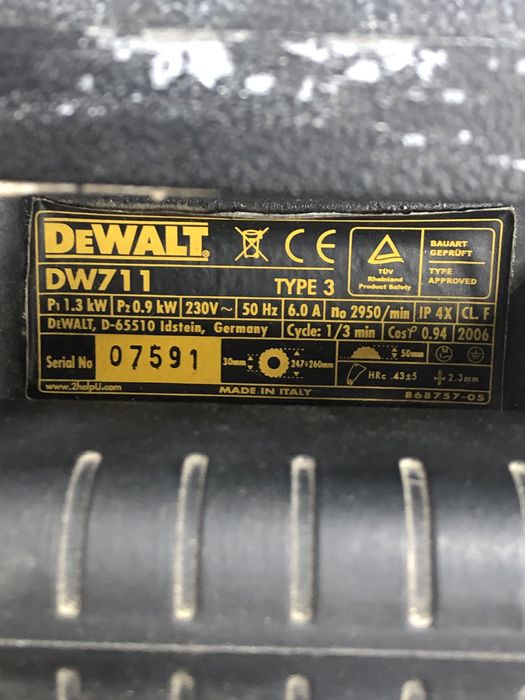 DEWALT
CE
DW711
TYPE 3
TÜV
Rheinland
Product Safety
BAUART
GEPRÜFT
TYPE
APPROVED
P1 1.3 kW P2 0.9 kW 230V ~ 50 Hz 6.0 A no 2950/min IP 4X CL. F
DEWALT, D-65510 Idstein, Germany Cycle: 1/3 min Cosφ 0.94 2006
Serial No 07591 30mm 247÷260mm 50mm
HRc 43±5 2.3mm
www.2helpU.com MADE IN ITALY 868757-05